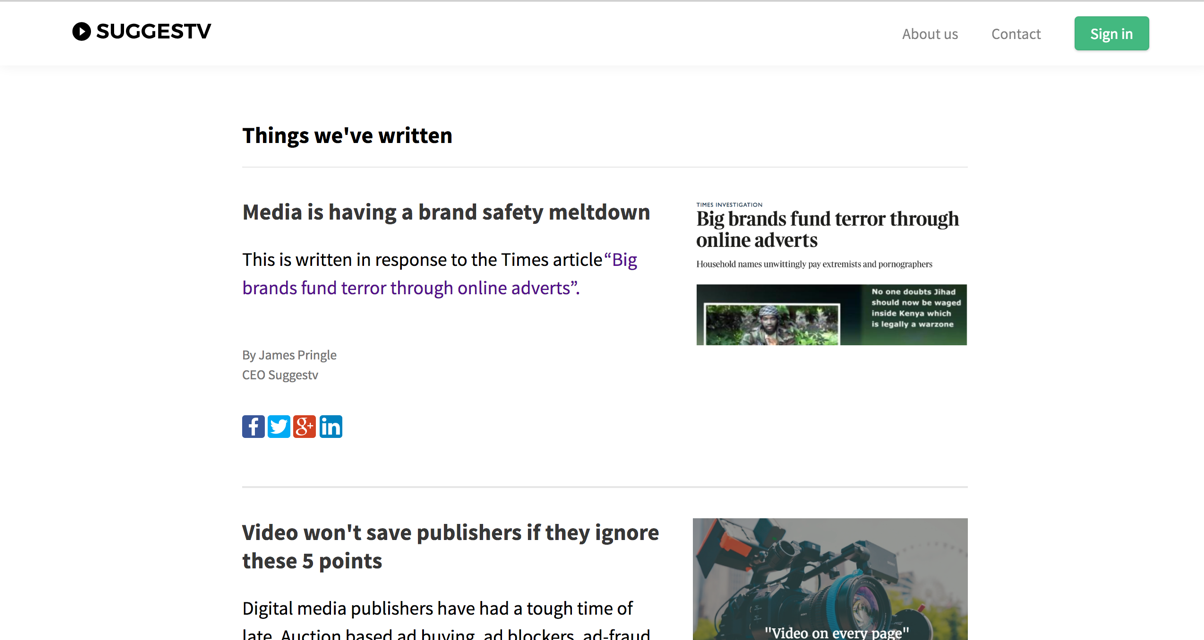 SUGGESTV
About us
Contact
Sign in
Things we've written
Media is having a brand safety meltdown
This is written in response to the Times article“Big
brands fund terror through online adverts”.
By James Pringle
CEO Suggestv
TIMES INVESTIGATION
Big brands fund terror through
online adverts
Household names unwittingly pay extremists and pornographers
No one doubts Jihad
should now be waged
inside Kenya which
is legally a warzone
Video won't save publishers if they ignore
these 5 points
Digital media publishers have had a tough time of
late. Auction based ad buying, ad blockers, ad-fraud
"Video on every page"